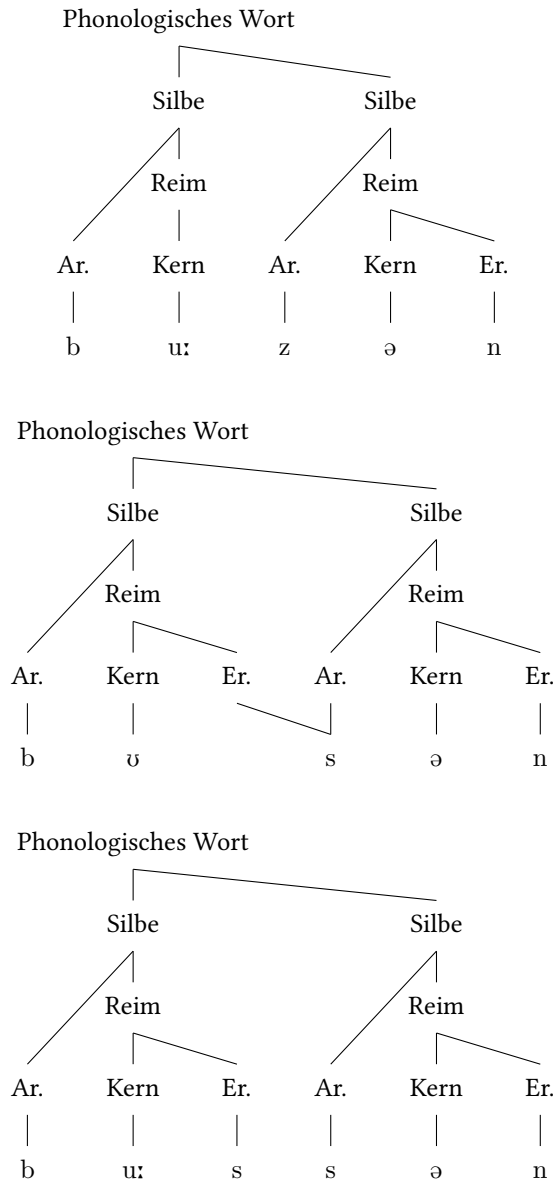 Phonologisches Wort
Silbe Silbe
Reim Reim
Ar. Kern Ar. Kern Er.
b uː z ə n
Phonologisches Wort
Silbe Silbe
Reim Reim
Ar. Kern Er. Ar. Kern Er.
b ʊ s ə n
Phonologisches Wort
Silbe Silbe
Reim Reim
Ar. Kern Er. Ar. Kern Er.
b uː s s ə n